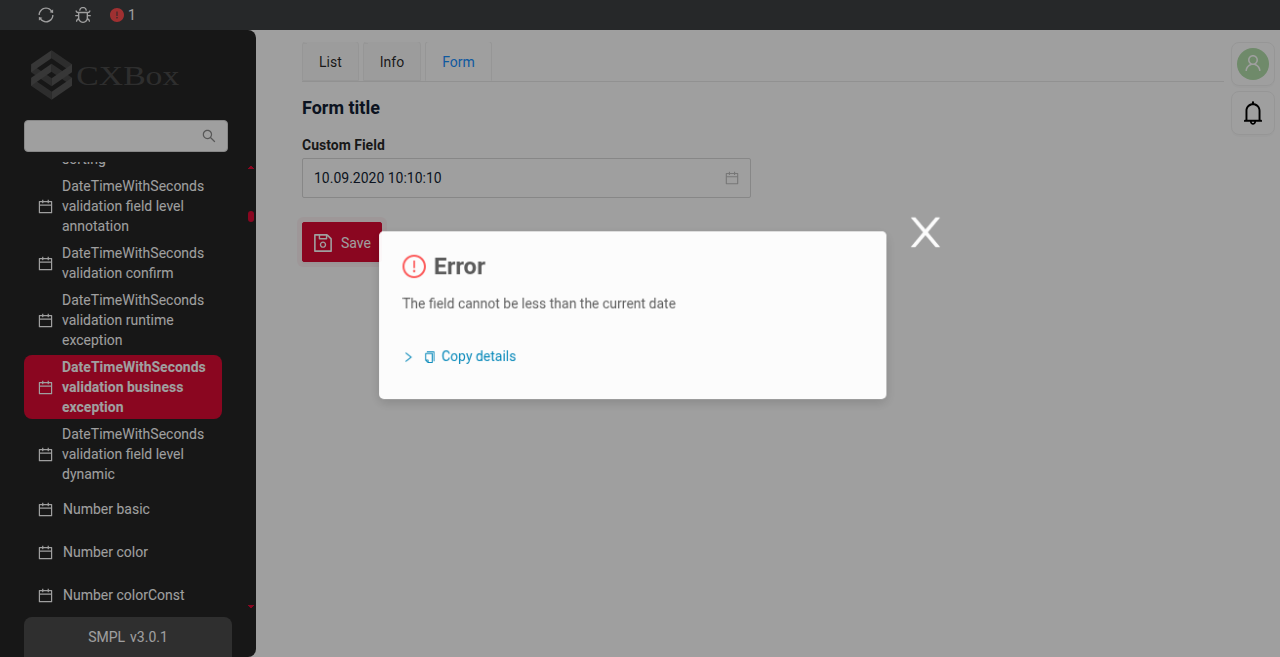 1
CXBox
sorting
DateTimeWithSeconds
validation field level
annotation
DateTimeWithSeconds
validation confirm
DateTimeWithSeconds
validation runtime
exception
DateTimeWithSeconds
validation business
exception
DateTimeWithSeconds
validation field level
dynamic
Number basic
Number color
Number colorConst
SMPL v3.0.1
List Info Form
Form title
Custom Field
10.09.2020 10:10:10
Save
Error
The field cannot be less than the current date
Copy details